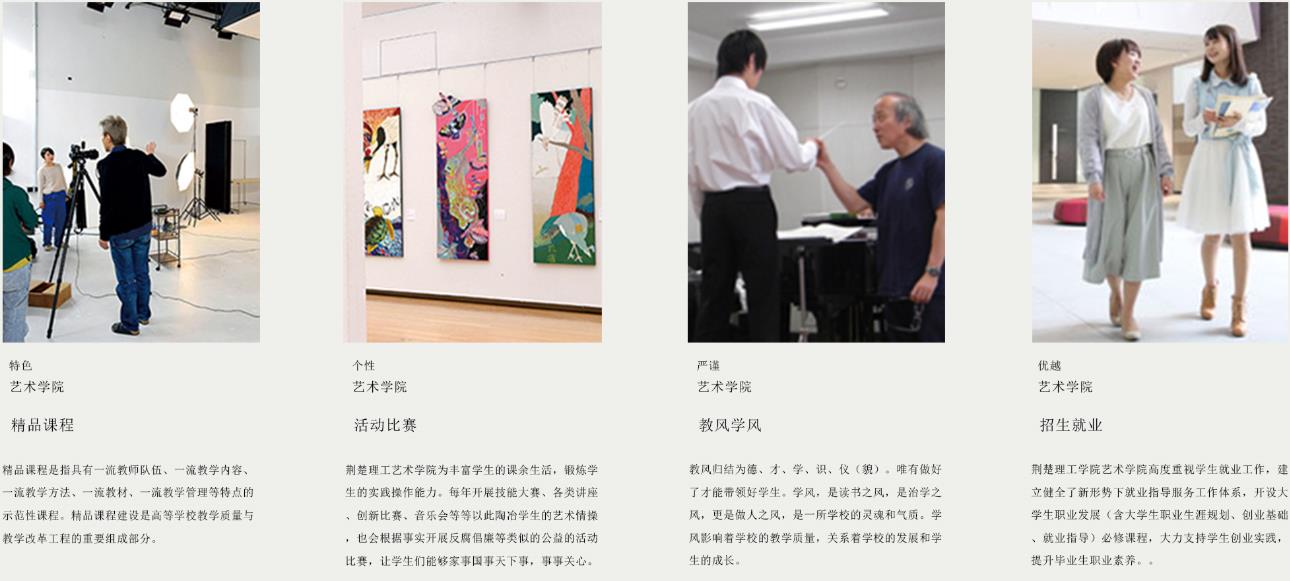 特色
艺术学院
精品课程
精品课程是指具有一流教师队伍、一流教学内容、
一流教学方法、一流教材、一流教学管理等特点的
示范性课程。精品课程建设是高等学校教学质量与
教学改革工程的重要组成部分。
个性
艺术学院
活动比赛
荆楚理工艺术学院为丰富学生的课余生活，锻炼学
生的实践操作能力。每年开展技能大赛、各类讲座
、创新比赛、音乐会等等以此陶冶学生的艺术情操
，也会根据事实开展反腐倡廉等类似的公益的活动
比赛，让学生们能够家事国事天下事，事事关心。
严谨
艺术学院
教风学风
教风归结为德、才、学、识、仪（貌）。唯有做好
了才能带领好学生。学风，是读书之风，是治学之
风，更是做人之风，是一所学校的灵魂和气质。学
风影响着学校的教学质量，关系着学校的发展和学
生的成长。
优越
艺术学院
招生就业
荆楚理工学院艺术学院高度重视学生就业工作，建
立健全了新形势下就业指导服务工作体系，开设大
学生职业发展（含大学生职业生涯规划、创业基础
、就业指导）必修课程，大力支持学生创业实践，
提升毕业生职业素养。。